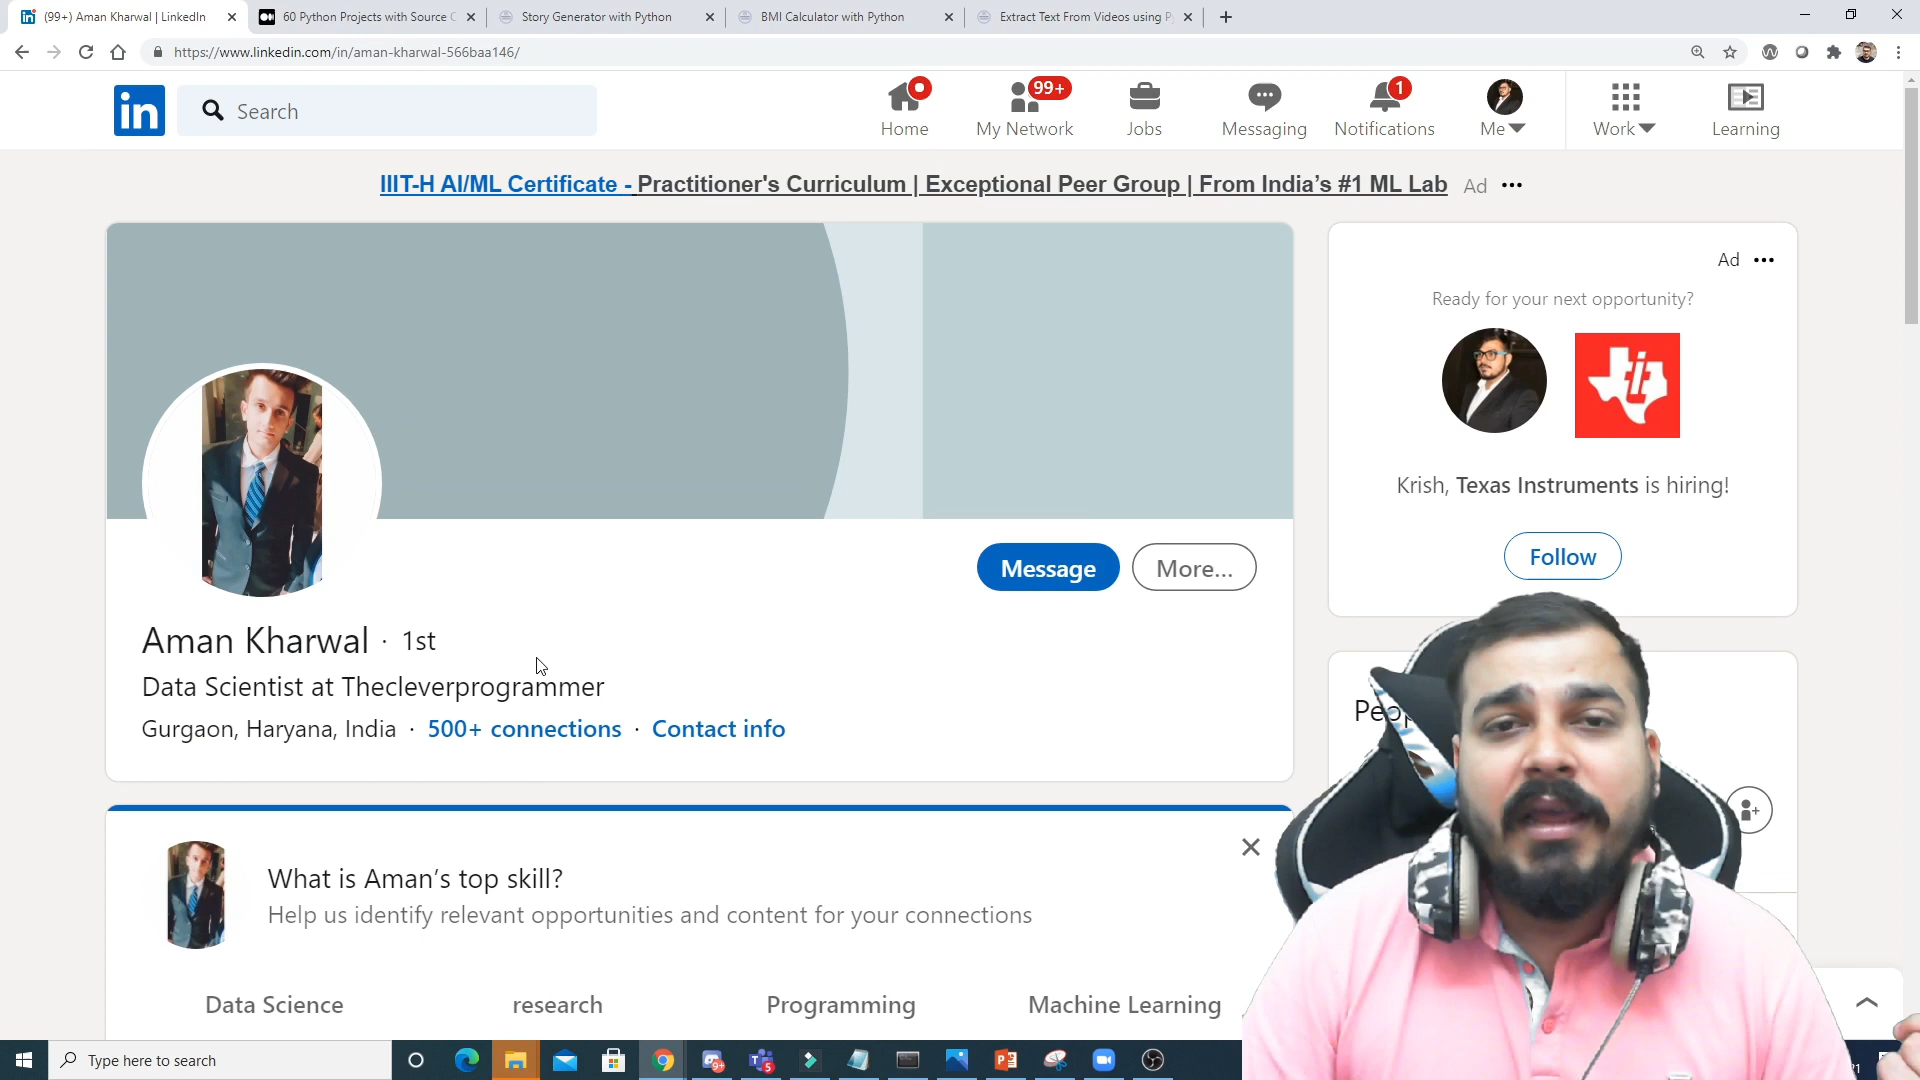 (99+) Aman Kharwal | LinkedIn
60 Python Projects with Source C
Story Generator with Python
BMI Calculator with Python
Extract Text From Videos using P
https://www.linkedin.com/in/aman-kharwal-566baa146/
in
Search
Home
99+
My Network
Jobs
Messaging
1
Notifications
Me
Work
Learning
IIIT-H AI/ML Certificate - Practitioner's Curriculum | Exceptional Peer Group | From India's #1 ML Lab
Ad
Ad
Ready for your next opportunity?
Krish, Texas Instruments is hiring!
Follow
Message
More...
Aman Kharwal · 1st
Data Scientist at Thecleverprogrammer
Gurgaon, Haryana, India · 500+ connections · Contact info
What is Aman's top skill?
Help us identify relevant opportunities and content for your connections
Data Science
research
Programming
Machine Learning
Type here to search